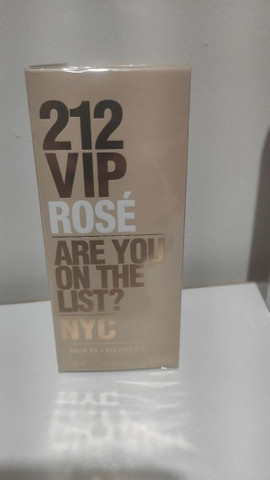 212
VIP
ROSÉ
ARE YOU
ON THE
LIST?
NYC